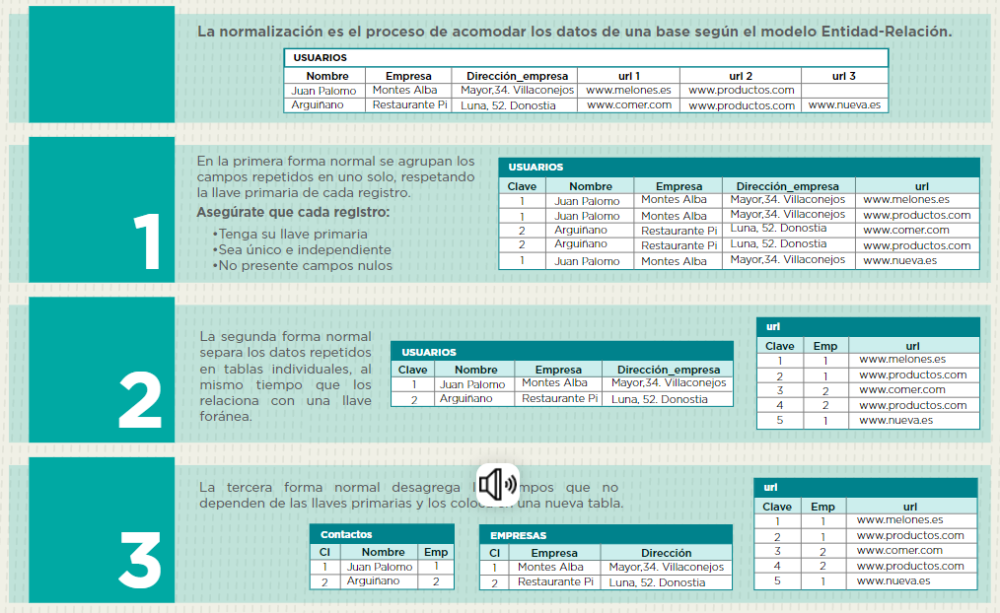 La normalización es el proceso de acomodar los datos de una base según el modelo Entidad-Relación.
USUARIOS
Nombre Empresa Dirección_empresa url 1 url 2 url 3
Juan Palomo Montes Alba Mayor,34. Villaconejos www.melones.es www.productos.com
Arguiñano Restaurante Pi Luna, 52. Donostia www.comer.com www.productos.com www.nueva.es
1
En la primera forma normal se agrupan los
campos repetidos en uno solo, respetando
la llave primaria de cada registro.
Asegúrate que cada registro:
•Tenga su llave primaria
•Sea único e independiente
•No presente campos nulos
USUARIOS
Clave Nombre Empresa Dirección_empresa url
1 Juan Palomo Montes Alba Mayor,34. Villaconejos www.melones.es
1 Juan Palomo Montes Alba Mayor,34. Villaconejos www.productos.com
2 Arguiñano Restaurante Pi Luna, 52. Donostia www.comer.com
2 Arguiñano Restaurante Pi Luna, 52. Donostia www.productos.com
1 Juan Palomo Montes Alba Mayor,34. Villaconejos www.nueva.es
2
La segunda forma normal
separa los datos repetidos
en tablas individuales, al
mismo tiempo que los
relaciona con una llave
foránea.
USUARIOS
Clave Nombre Empresa Dirección_empresa
1 Juan Palomo Montes Alba Mayor,34. Villaconejos
2 Arguiñano Restaurante Pi Luna, 52. Donostia
url
Clave Emp url
1 1 www.melones.es
2 1 www.productos.com
3 2 www.comer.com
4 2 www.productos.com
5 1 www.nueva.es
3
La tercera forma normal desagrega que no
dependen de las llaves primarias y los una nueva tabla.
Contactos
Cl Nombre Emp
1 Juan Palomo 1
2 Arguiñano 2
EMPRESAS
Cl Empresa Dirección
1 Montes Alba Mayor,34. Villaconejos
2 Restaurante Pi Luna, 52. Donostia
url
Clave Emp url
1 1 www.melones.es
2 1 www.productos.com
3 2 www.comer.com
4 2 www.productos.com
5 1 www.nueva.es